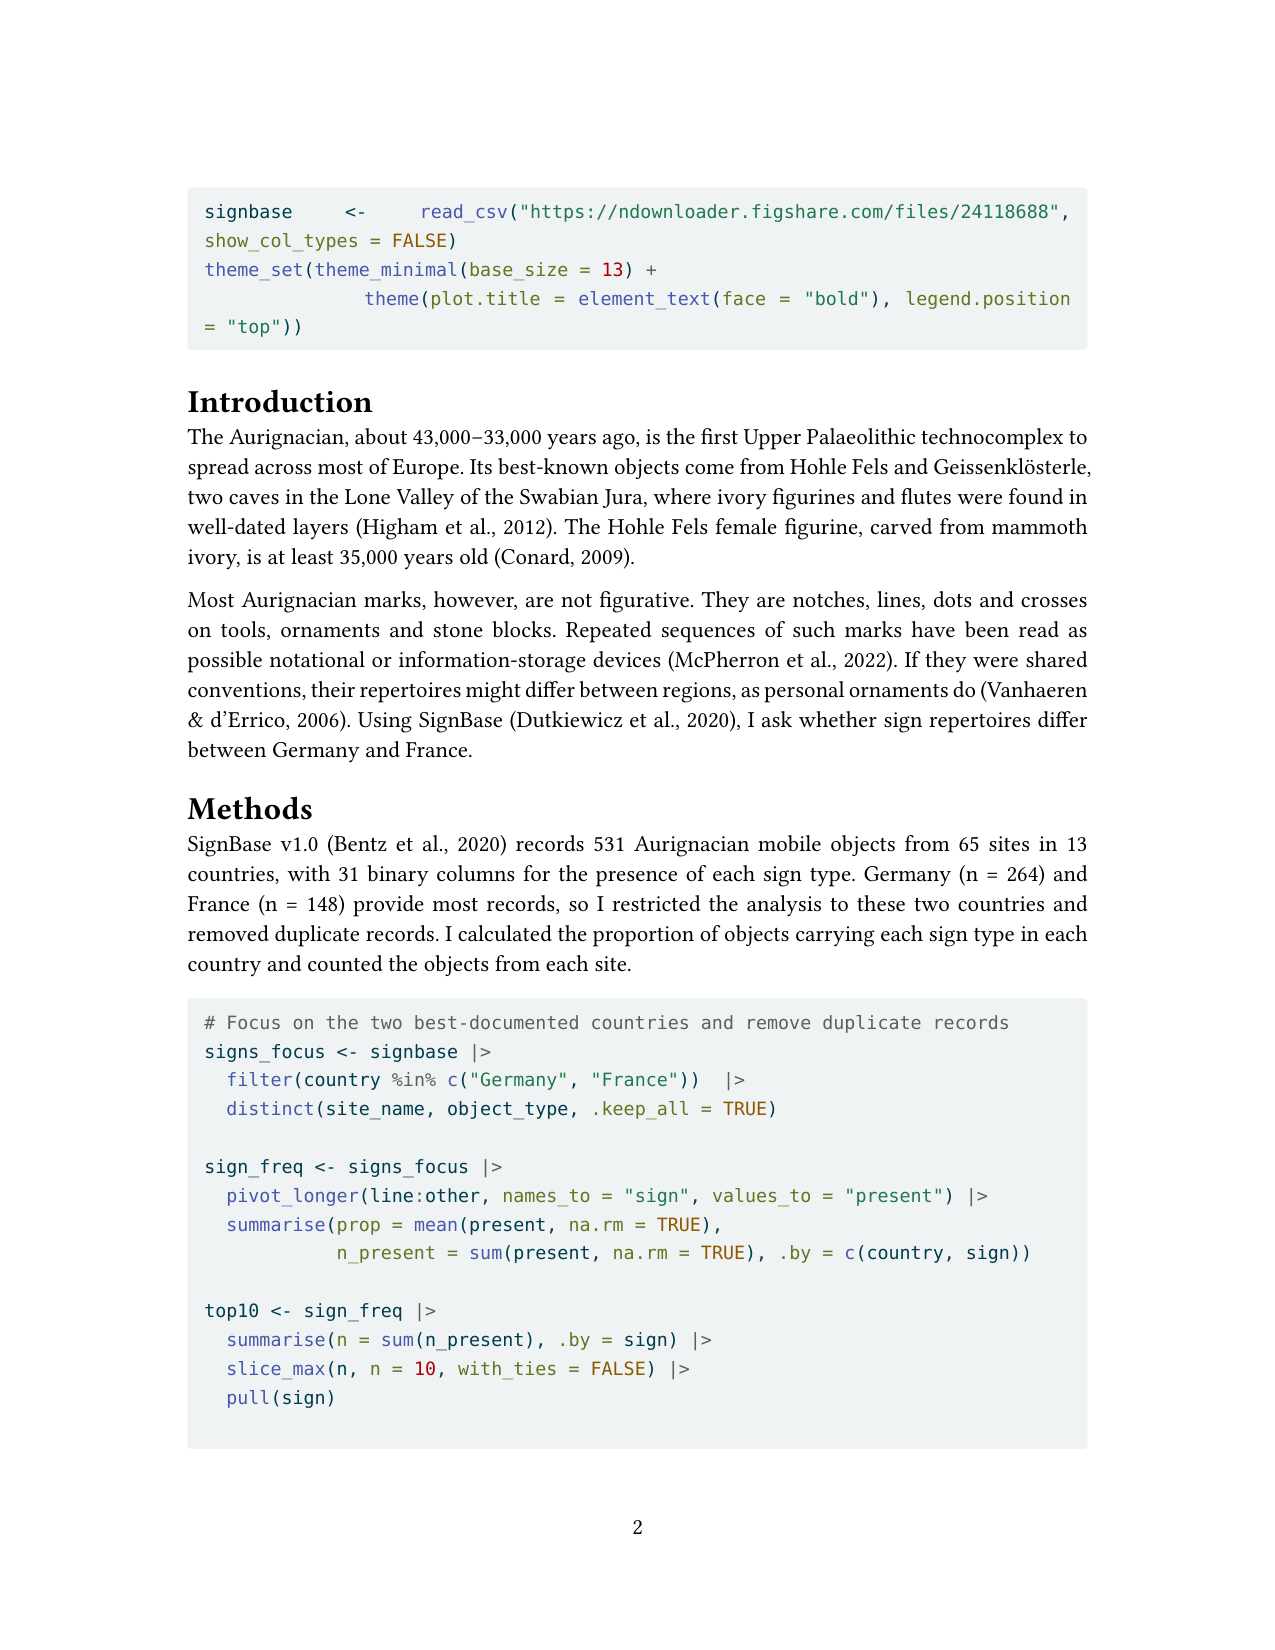 signbase <- read_csv("https://ndownloader.figshare.com/files/24118688",
show_col_types = FALSE)
theme_set(theme_minimal(base_size = 13) +
theme(plot.title = element_text(face = "bold"), legend.position
= "top"))
Introduction
The Aurignacian, about 43,000–33,000 years ago, is the first Upper Palaeolithic technocomplex to
spread across most of Europe. Its best-known objects come from Hohle Fels and Geissenklösterle,
two caves in the Lone Valley of the Swabian Jura, where ivory figurines and flutes were found in
well-dated layers (Higham et al., 2012). The Hohle Fels female figurine, carved from mammoth
ivory, is at least 35,000 years old (Conard, 2009).
Most Aurignacian marks, however, are not figurative. They are notches, lines, dots and crosses
on tools, ornaments and stone blocks. Repeated sequences of such marks have been read as
possible notational or information-storage devices (McPherron et al., 2022). If they were shared
conventions, their repertoires might differ between regions, as personal ornaments do (Vanhaeren
& d’Errico, 2006). Using SignBase (Dutkiewicz et al., 2020), I ask whether sign repertoires differ
between Germany and France.
Methods
SignBase v1.0 (Bentz et al., 2020) records 531 Aurignacian mobile objects from 65 sites in 13
countries, with 31 binary columns for the presence of each sign type. Germany (n = 264) and
France (n = 148) provide most records, so I restricted the analysis to these two countries and
removed duplicate records. I calculated the proportion of objects carrying each sign type in each
country and counted the objects from each site.
# Focus on the two best-documented countries and remove duplicate records
signs_focus <- signbase |>
  filter(country %in% c("Germany", "France"))  |>
  distinct(site_name, object_type, .keep_all = TRUE)
sign_freq <- signs_focus |>
  pivot_longer(line:other, names_to = "sign", values_to = "present") |>
  summarise(prop = mean(present, na.rm = TRUE),
            n_present = sum(present, na.rm = TRUE), .by = c(country, sign))
top10 <- sign_freq |>
  summarise(n = sum(n_present), .by = sign) |>
  slice_max(n, n = 10, with_ties = FALSE) |>
  pull(sign)
2